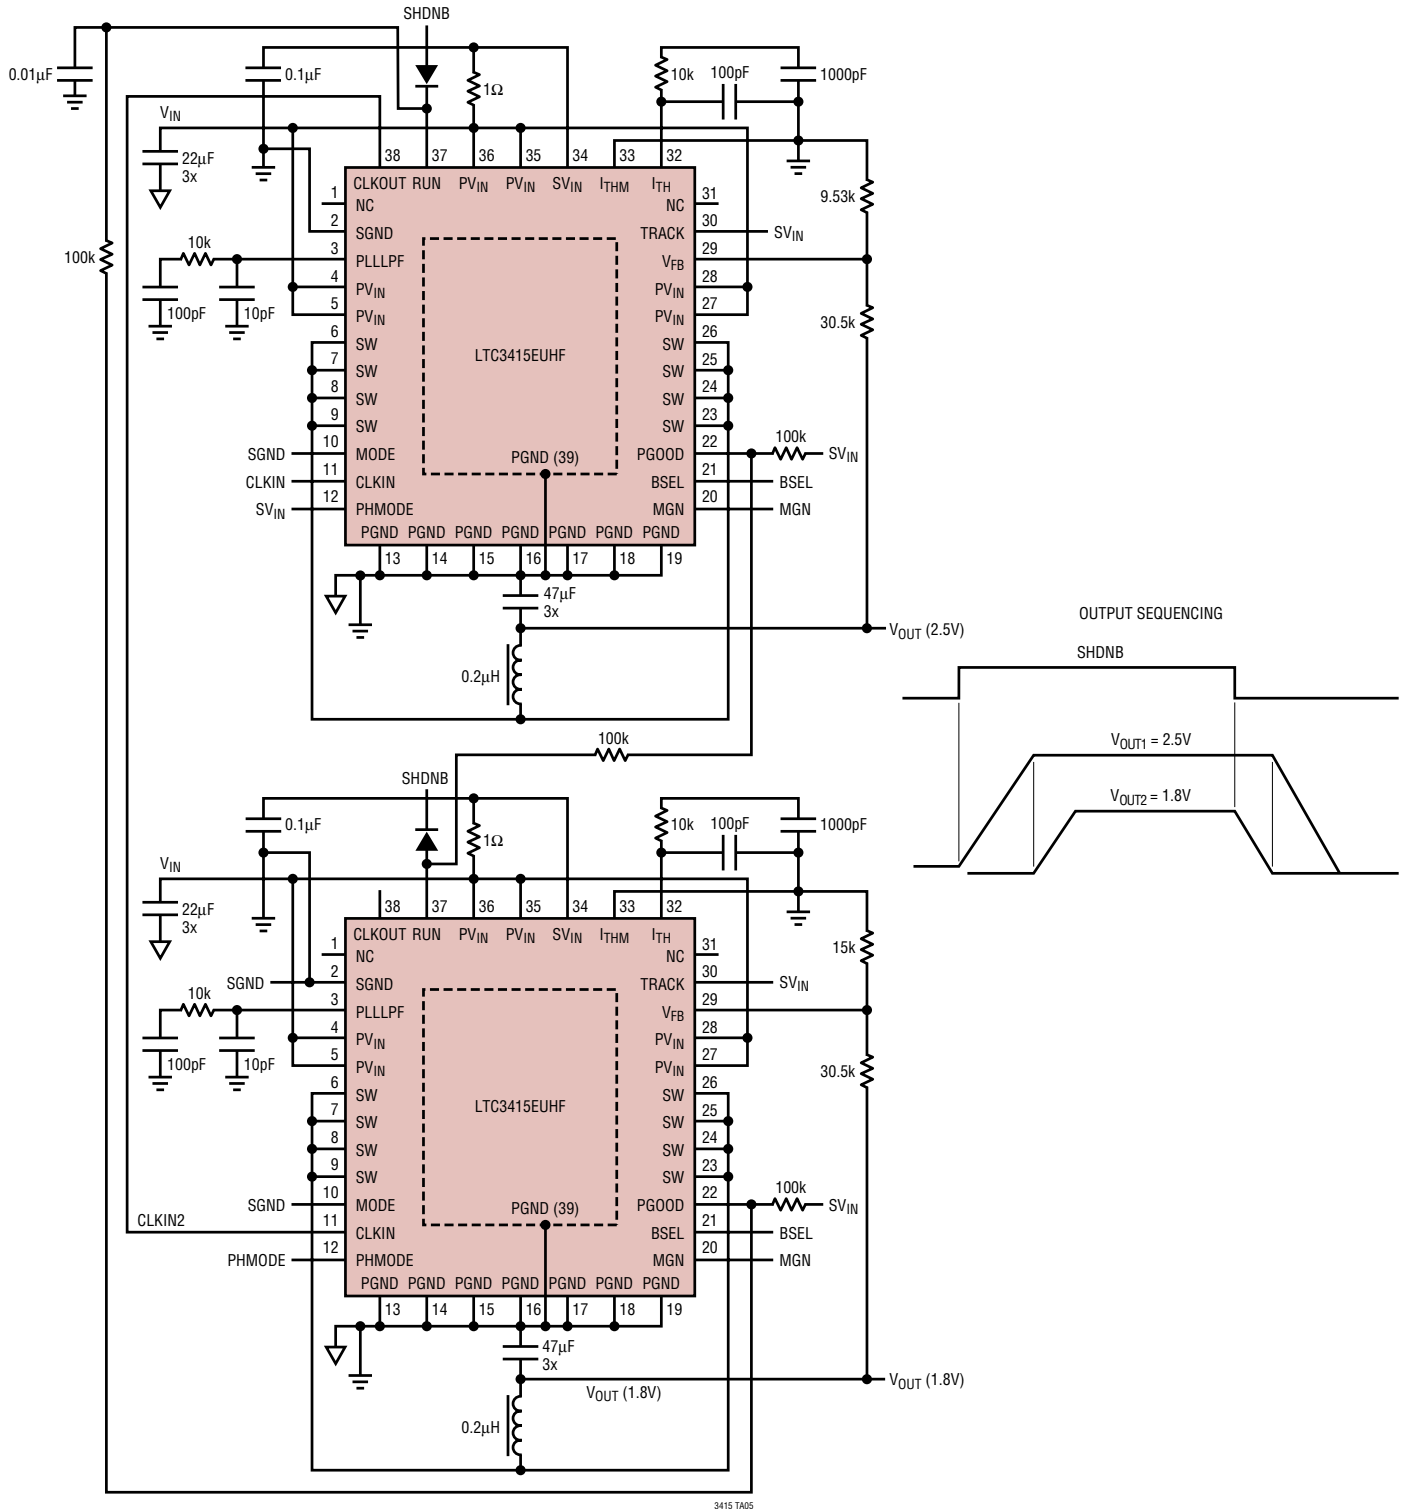 SHDNB
0.01µF
0.1µF
1Ω
10k
100pF
1000pF
VIN
22µF
3x
38 37 36 35 34 33 32
CLKOUT RUN PVIN PVIN SVIN ITHM ITH
1 NC
2 SGND
3 PLLLPF
4 PVIN
5 PVIN
6 SW
7 SW
8 SW
9 SW
SGND 10 MODE
CLKIN 11 CLKIN
SVIN 12 PHMODE
31 NC
30 TRACK SVIN
29 VFB
28 PVIN
27 PVIN
26 SW
25 SW
24 SW
23 SW
22 PGOOD 100k SVIN
21 BSEL BSEL
20 MGN MGN
9.53k
30.5k
100k
10k
100pF
10pF
LTC3415EUHF
PGND (39)
PGND PGND PGND PGND PGND PGND PGND
13 14 15 16 17 18 19
47µF
3x
VOUT (2.5V)
0.2µH
100k
OUTPUT SEQUENCING
SHDNB
VOUT1 = 2.5V
VOUT2 = 1.8V
SHDNB
0.1µF
1Ω
10k
100pF
1000pF
VIN
22µF
3x
38 37 36 35 34 33 32
CLKOUT RUN PVIN PVIN SVIN ITHM ITH
1 NC
SGND 2 SGND
3 PLLLPF
4 PVIN
5 PVIN
6 SW
7 SW
8 SW
9 SW
SGND 10 MODE
CLKIN2 11 CLKIN
PHMODE 12 PHMODE
31 NC
30 TRACK SVIN
29 VFB
28 PVIN
27 PVIN
26 SW
25 SW
24 SW
23 SW
22 PGOOD 100k SVIN
21 BSEL BSEL
20 MGN MGN
15k
30.5k
10k
100pF
10pF
LTC3415EUHF
PGND (39)
PGND PGND PGND PGND PGND PGND PGND
13 14 15 16 17 18 19
47µF
3x
VOUT (1.8V)
VOUT (1.8V)
0.2µH
3415 TA05